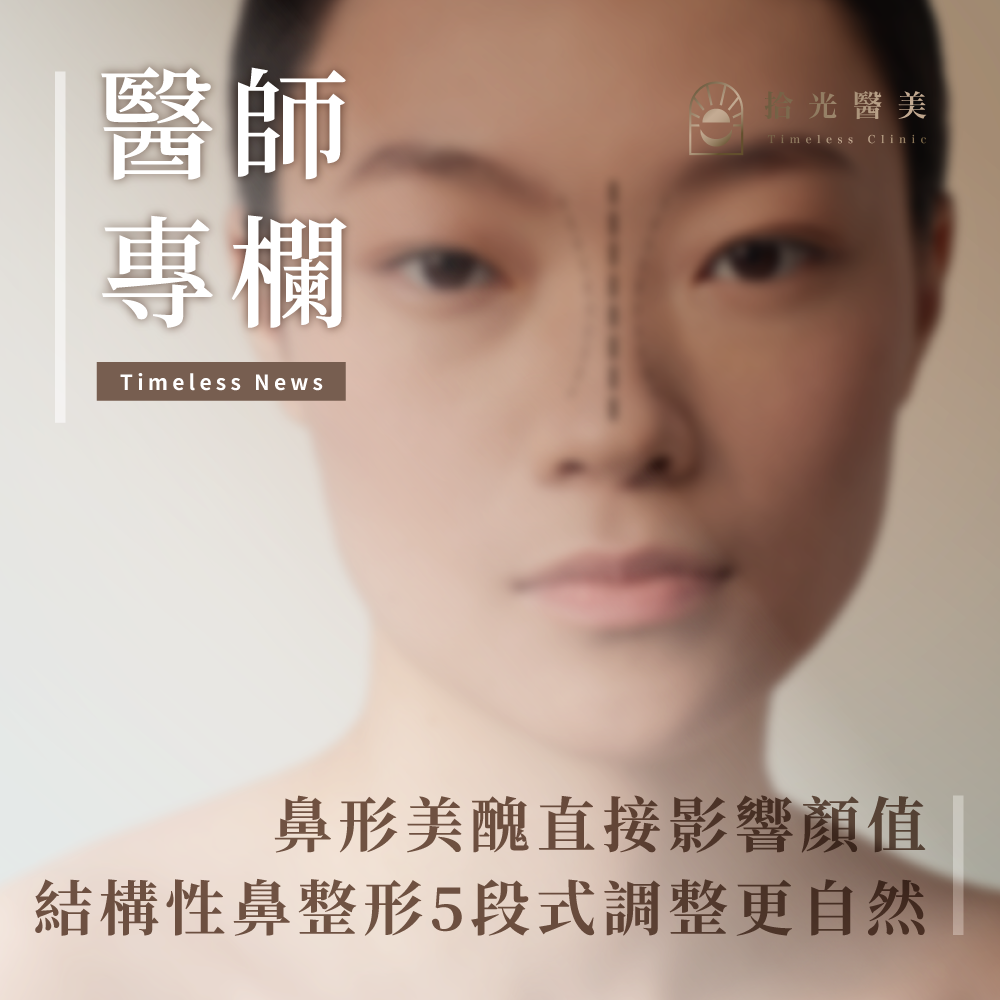 醫師
專欄
Timeless News
拾光醫美
Timeless Clinic
鼻形美醜直接影響顏值
結構性鼻整形5段式調整更自然